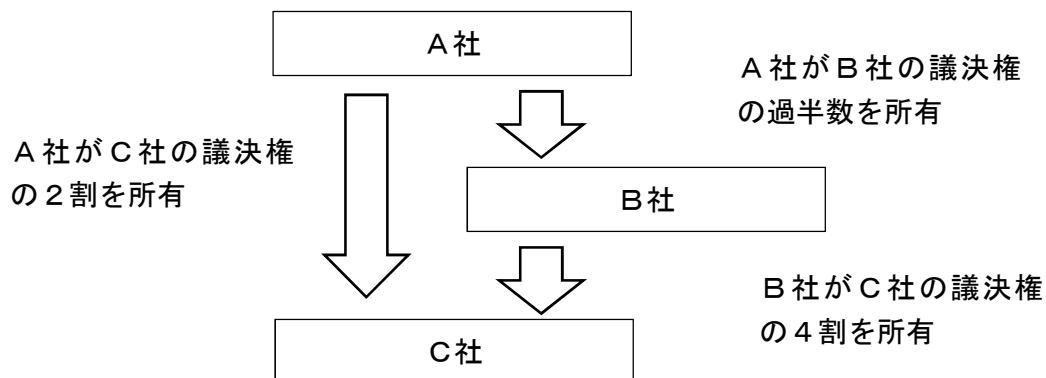 A社
A社がB社の議決権
の過半数を所有
A社がC社の議決権
の2割を所有
B社
B社がC社の議決権
の4割を所有
C社